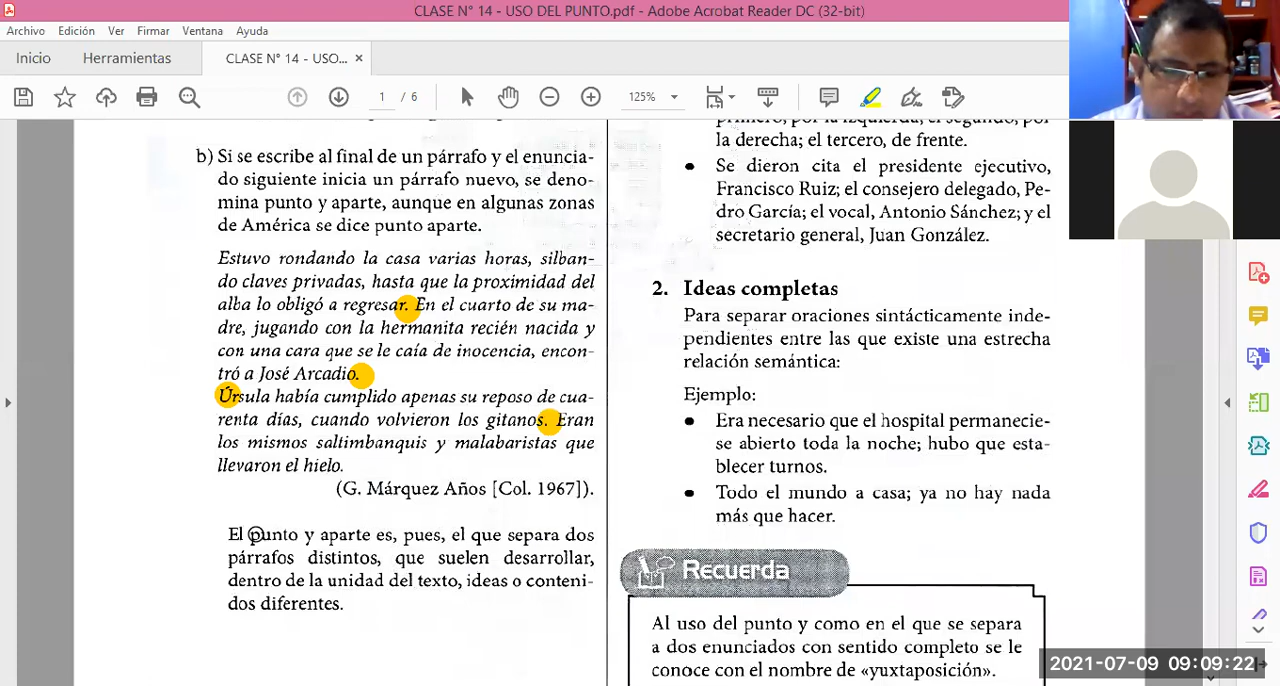 CLASE N° 14 - USO DEL PUNTO.pdf - Adobe Acrobat Reader DC (32-bit)
Archivo Edición Ver Firmar Ventana Ayuda
Inicio Herramientas CLASE N° 14 - USO... ×
1 / 6 125%
b) Si se escribe al final de un párrafo y el enuncia-
do siguiente inicia un párrafo nuevo, se deno-
mina punto y aparte, aunque en algunas zonas
de América se dice punto aparte.
Estuvo rondando la casa varias horas, silban-
do claves privadas, hasta que la proximidad del
alba lo obligó a regresar. En el cuarto de su ma-
dre, jugando con la hermanita recién nacida y
con una cara que se le caía de inocencia, encon-
tró a José Arcadio.
Úrsula había cumplido apenas su reposo de cua-
renta días, cuando volvieron los gitanos. Eran
los mismos saltimbanquis y malabaristas que
llevaron el hielo.
(G. Márquez Años [Col. 1967]).
El punto y aparte es, pues, el que separa dos
párrafos distintos, que suelen desarrollar,
dentro de la unidad del texto, ideas o conteni-
dos diferentes.
primero, por la izquierda; el segundo, por
la derecha; el tercero, de frente.
• Se dieron cita el presidente ejecutivo,
Francisco Ruiz; el consejero delegado, Pe-
dro García; el vocal, Antonio Sánchez; y el
secretario general, Juan González.
2. Ideas completas
Para separar oraciones sintácticamente inde-
pendientes entre las que existe una estrecha
relación semántica:
Ejemplo:
• Era necesario que el hospital permanecie-
se abierto toda la noche; hubo que esta-
blecer turnos.
• Todo el mundo a casa; ya no hay nada
más que hacer.
Recuerda
Al uso del punto y como en el que se separa
a dos enunciados con sentido completo se le
conoce con el nombre de «yuxtaposición».
2021-07-09 09:09:22